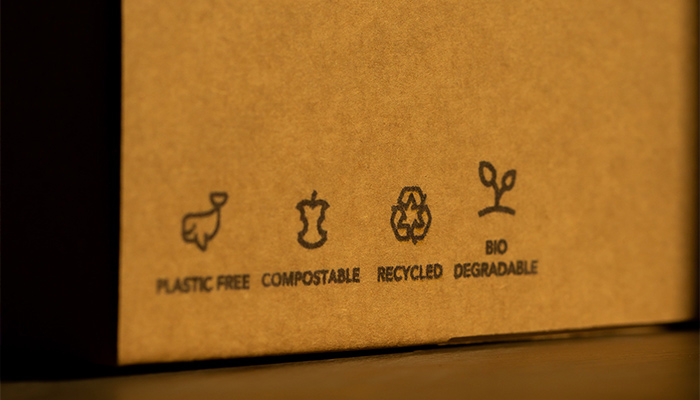 PLASTIC FREE
COMPOSTABLE
RECYCLED
BIO
DEGRADABLE